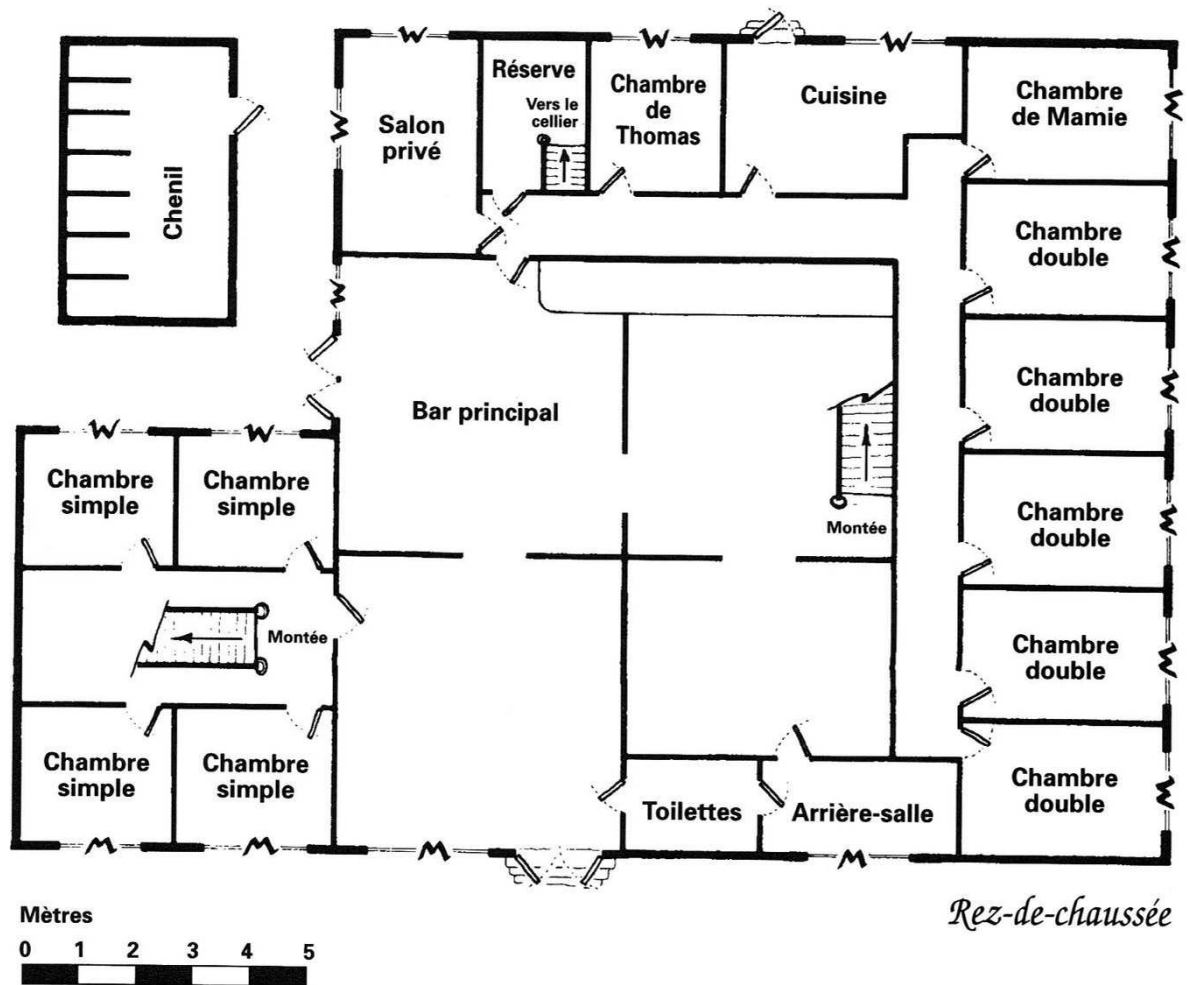 Réserve
Vers le
cellier
Salon
privé
Chambre
de
Thomas
Cuisine
Chambre
de Mamie
Chenil
Chambre
double
Chambre
double
Bar principal
Chambre
simple
Chambre
simple
Montée
Chambre
double
Montée
Chambre
double
Chambre
simple
Chambre
simple
Toilettes
Arrière-salle
Chambre
double
Rez-de-chaussée
Mètres
0 1 2 3 4 5